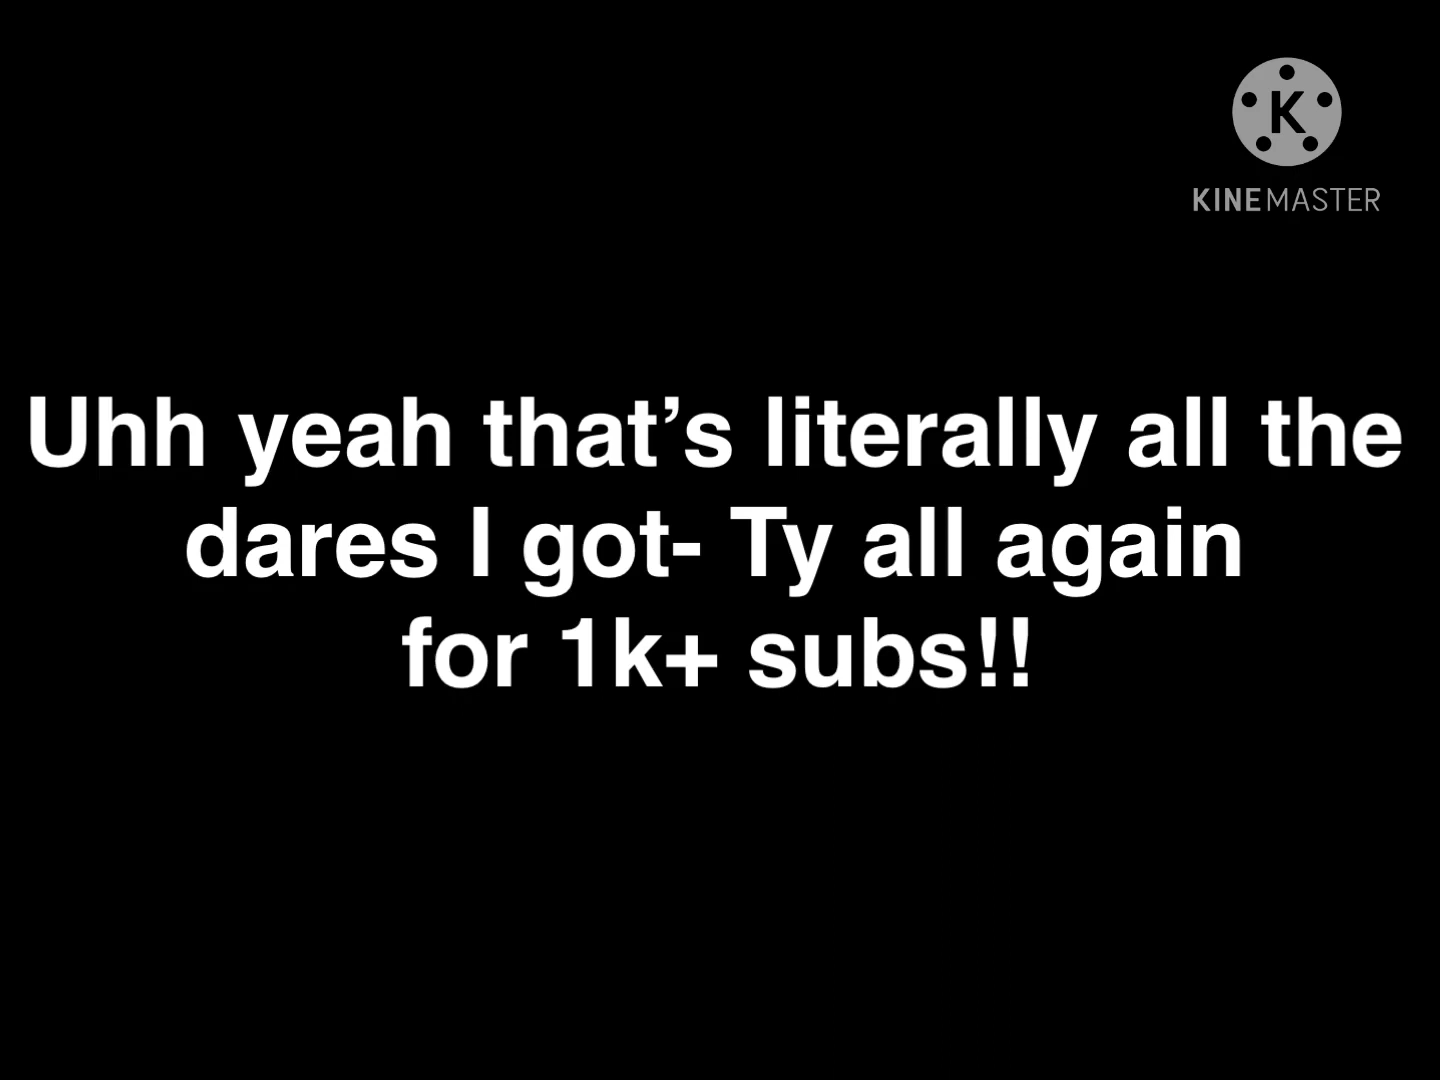 K
KINEMASTER
Uhh yeah that’s literally all the
dares I got- Ty all again
for 1k+ subs!!